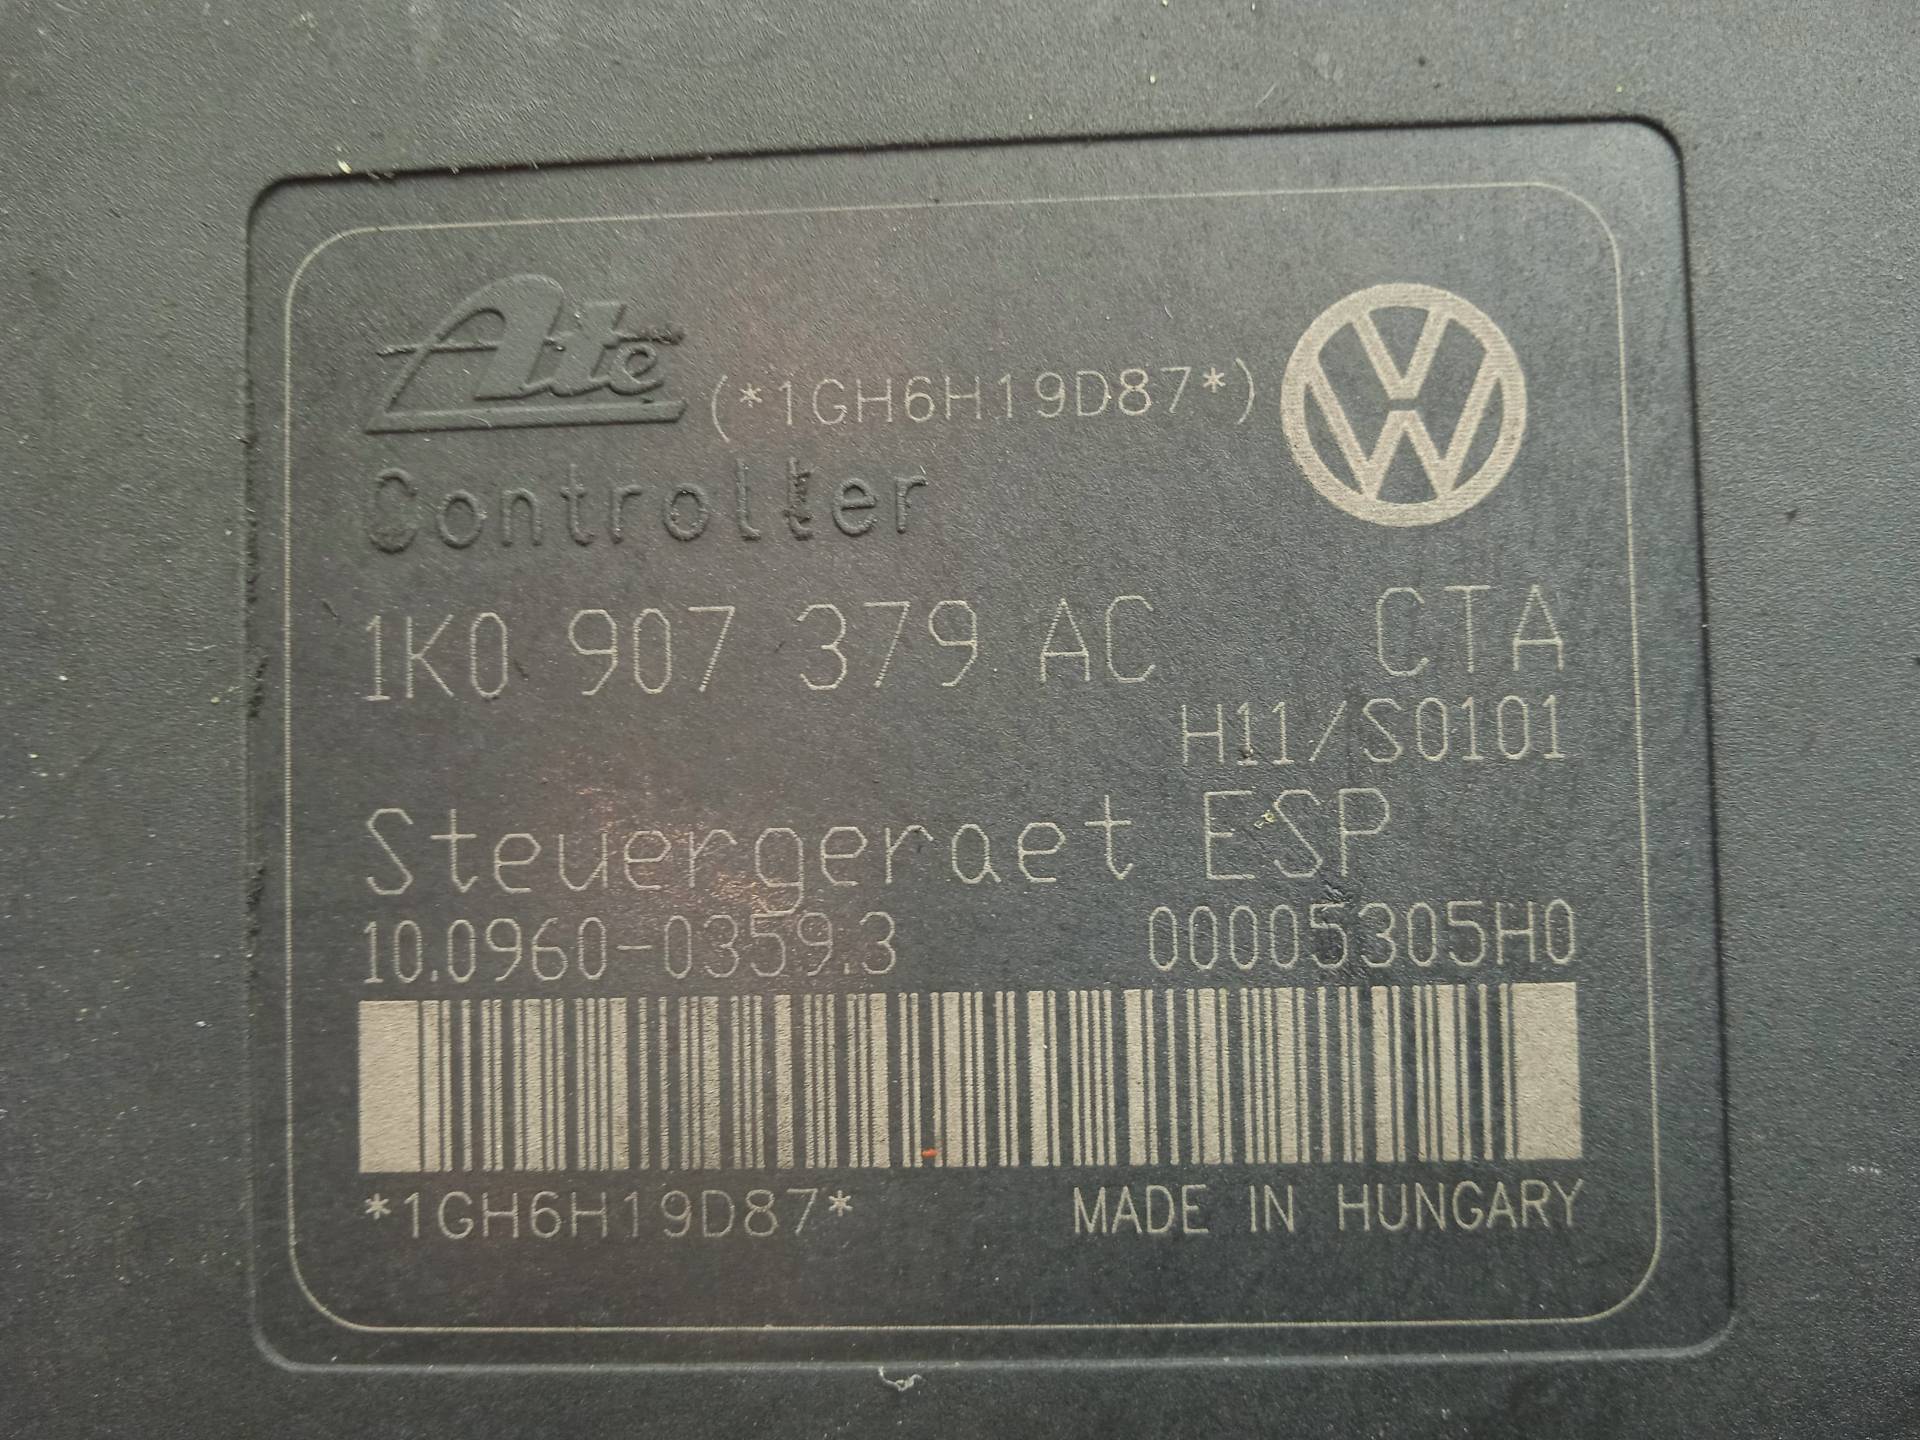 Ate (*1GH6H19D87*)
Controller
1K0 907 379 AC CTA
H11/S0101
Steuergeraet ESP
10.0960-0359.3 00005305H0
*1GH6H19D87* MADE IN HUNGARY